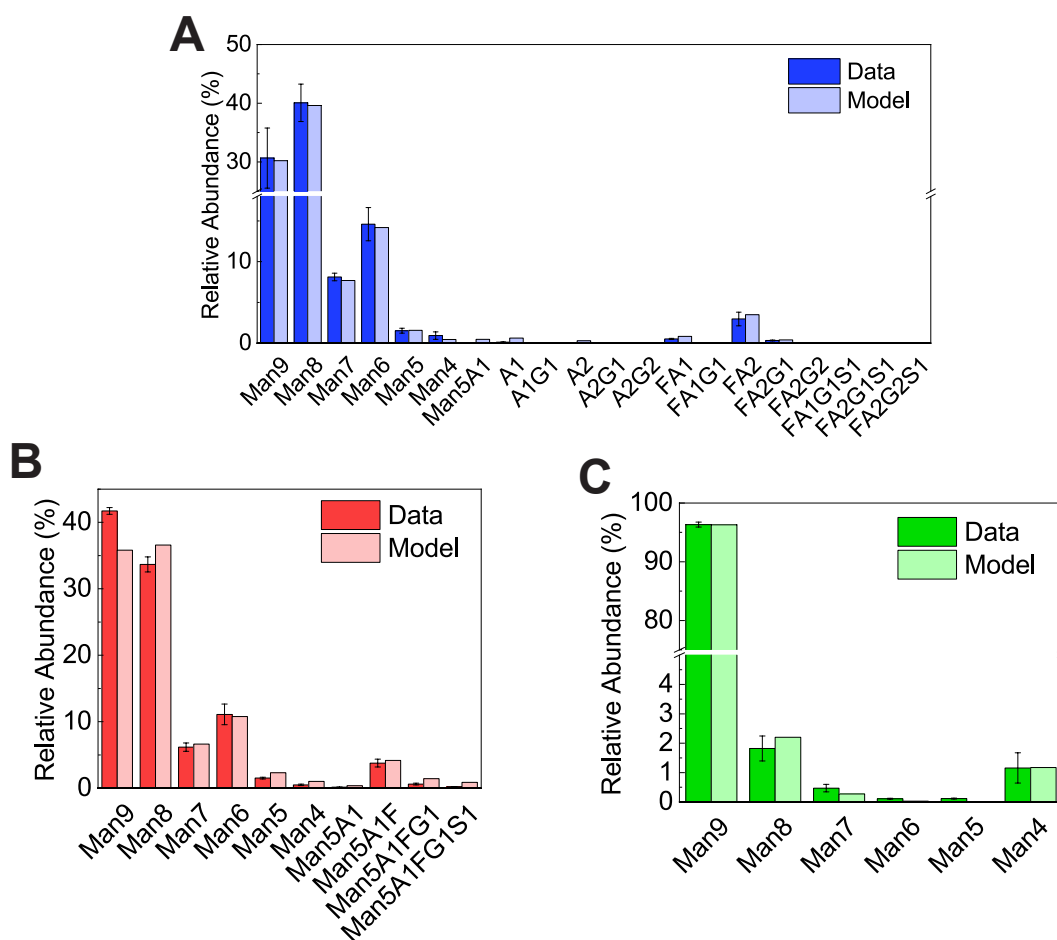 A
Relative Abundance (%)
50
40
30
10
0
Data
Model
Man9
Man8
Man7
Man6
Man5
Man4
Man5A1
A1
A1G1
A2
A2G1
A2G2
FA1
FA1G1
FA2
FA2G1
FA2G2
FA1G1S1
FA2G1S1
FA2G2S1
B
Relative Abundance (%)
40
30
20
10
0
Data
Model
Man9
Man8
Man7
Man6
Man5
Man4
Man5A1
Man5A1F
Man5A1FG1
Man5A1FG1S1
C
Relative Abundance (%)
100
90
80
4
3
2
1
0
Data
Model
Man9
Man8
Man7
Man6
Man5
Man4